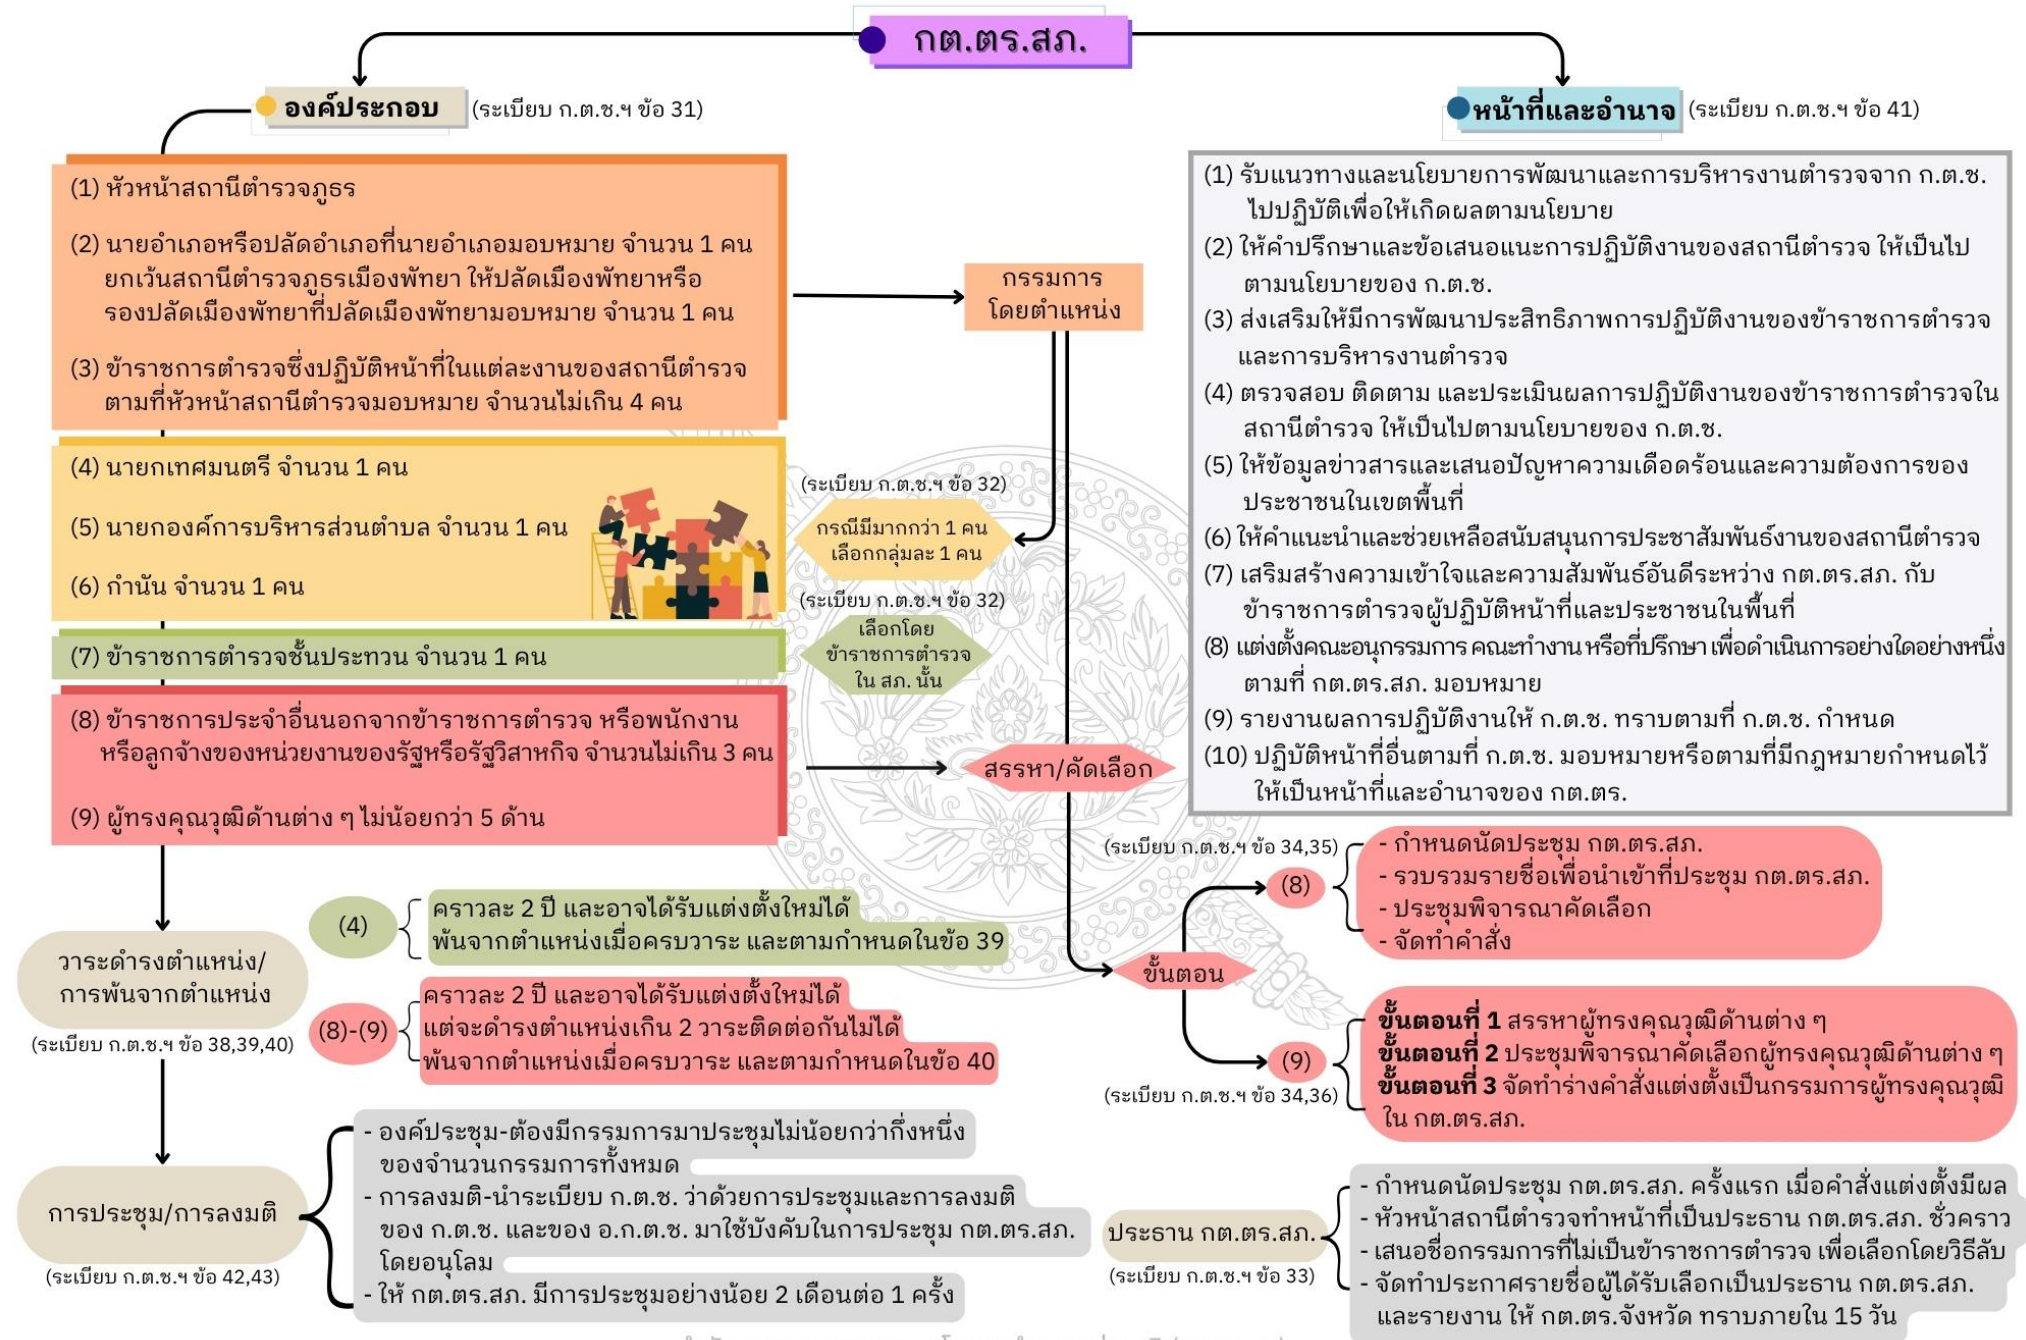 กต.ตร.สภ.
องค์ประกอบ
(ระเบียบ ก.ต.ช.ฯ ข้อ 31)
(1) หัวหน้าสถานีตำรวจภูธร
(2) นายอำเภอหรือปลัดอำเภอที่นายอำเภอมอบหมาย จำนวน 1 คน
ยกเว้นสถานีตำรวจภูธรเมืองพัทยา ให้ปลัดเมืองพัทยาหรือ
รองปลัดเมืองพัทยาที่ปลัดเมืองพัทยามอบหมาย จำนวน 1 คน
(3) ข้าราชการตำรวจซึ่งปฏิบัติหน้าที่ในแต่ละงานของสถานีตำรวจ
ตามที่หัวหน้าสถานีตำรวจมอบหมาย จำนวนไม่เกิน 4 คน
กรรมการ
โดยตำแหน่ง
(4) นายกเทศมนตรี จำนวน 1 คน
(5) นายกองค์การบริหารส่วนตำบล จำนวน 1 คน
(6) กำนัน จำนวน 1 คน
(ระเบียบ ก.ต.ช.ฯ ข้อ 32)
กรณีมีมากกว่า 1 คน
เลือกกลุ่มละ 1 คน
(ระเบียบ ก.ต.ช.ฯ ข้อ 32)
(7) ข้าราชการตำรวจชั้นประทวน จำนวน 1 คน
เลือกโดย
ข้าราชการตำรวจ
ใน สภ. นั้น
(8) ข้าราชการประจำอื่นนอกจากข้าราชการตำรวจ หรือพนักงาน
หรือลูกจ้างของหน่วยงานของรัฐหรือรัฐวิสาหกิจ จำนวนไม่เกิน 3 คน
(9) ผู้ทรงคุณวุฒิด้านต่าง ๆ ไม่น้อยกว่า 5 ด้าน
สรรหา/คัดเลือก
หน้าที่และอำนาจ
(ระเบียบ ก.ต.ช.ฯ ข้อ 41)
(1) รับแนวทางและนโยบายการพัฒนาและการบริหารงานตำรวจจาก ก.ต.ช.
ไปปฏิบัติเพื่อให้เกิดผลตามนโยบาย
(2) ให้คำปรึกษาและข้อเสนอแนะการปฏิบัติงานของสถานีตำรวจ ให้เป็นไป
ตามนโยบายของ ก.ต.ช.
(3) ส่งเสริมให้มีการพัฒนาประสิทธิภาพการปฏิบัติงานของข้าราชการตำรวจ
และการบริหารงานตำรวจ
(4) ตรวจสอบ ติดตาม และประเมินผลการปฏิบัติงานของข้าราชการตำรวจใน
สถานีตำรวจ ให้เป็นไปตามนโยบายของ ก.ต.ช.
(5) ให้ข้อมูลข่าวสารและเสนอปัญหาความเดือดร้อนและความต้องการของ
ประชาชนในเขตพื้นที่
(6) ให้คำแนะนำและช่วยเหลือสนับสนุนการประชาสัมพันธ์งานของสถานีตำรวจ
(7) เสริมสร้างความเข้าใจและความสัมพันธ์อันดีระหว่าง กต.ตร.สภ. กับ
ข้าราชการตำรวจผู้ปฏิบัติหน้าที่และประชาชนในพื้นที่
(8) แต่งตั้งคณะอนุกรรมการ คณะทำงาน หรือที่ปรึกษา เพื่อดำเนินการอย่างใดอย่างหนึ่ง
ตามที่ กต.ตร.สภ. มอบหมาย
(9) รายงานผลการปฏิบัติงานให้ ก.ต.ช. ทราบตามที่ ก.ต.ช. กำหนด
(10) ปฏิบัติหน้าที่อื่นตามที่ ก.ต.ช. มอบหมายหรือตามที่มีกฎหมายกำหนดไว้
ให้เป็นหน้าที่และอำนาจของ กต.ตร.
วาระดำรงตำแหน่ง/
การพ้นจากตำแหน่ง
(ระเบียบ ก.ต.ช.ฯ ข้อ 38,39,40)
(4)
คราวละ 2 ปี และอาจได้รับแต่งตั้งใหม่ได้
พ้นจากตำแหน่งเมื่อครบวาระ และตามกำหนดในข้อ 39
(8)-(9)
คราวละ 2 ปี และอาจได้รับแต่งตั้งใหม่ได้
แต่จะดำรงตำแหน่งเกิน 2 วาระติดต่อกันไม่ได้
พ้นจากตำแหน่งเมื่อครบวาระ และตามกำหนดในข้อ 40
ขั้นตอน
(ระเบียบ ก.ต.ช.ฯ ข้อ 34,35)
(8)
- กำหนดนัดประชุม กต.ตร.สภ.
- รวบรวมรายชื่อเพื่อนำเข้าที่ประชุม กต.ตร.สภ.
- ประชุมพิจารณาคัดเลือก
- จัดทำคำสั่ง
(9)
(ระเบียบ ก.ต.ช.ฯ ข้อ 34,36)
ขั้นตอนที่ 1 สรรหาผู้ทรงคุณวุฒิด้านต่าง ๆ
ขั้นตอนที่ 2 ประชุมพิจารณาคัดเลือกผู้ทรงคุณวุฒิด้านต่าง ๆ
ขั้นตอนที่ 3 จัดทำร่างคำสั่งแต่งตั้งเป็นกรรมการผู้ทรงคุณวุฒิ
ใน กต.ตร.สภ.
การประชุม/การลงมติ
(ระเบียบ ก.ต.ช.ฯ ข้อ 42,43)
- องค์ประชุม-ต้องมีกรรมการมาประชุมไม่น้อยกว่ากึ่งหนึ่ง
ของจำนวนกรรมการทั้งหมด
- การลงมติ-นำระเบียบ ก.ต.ช. ว่าด้วยการประชุมและการลงมติ
ของ ก.ต.ช. และของ อ.ก.ต.ช. มาใช้บังคับในการประชุม กต.ตร.สภ.
โดยอนุโลม
- ให้ กต.ตร.สภ. มีการประชุมอย่างน้อย 2 เดือนต่อ 1 ครั้ง
ประธาน กต.ตร.สภ.
(ระเบียบ ก.ต.ช.ฯ ข้อ 33)
- กำหนดนัดประชุม กต.ตร.สภ. ครั้งแรก เมื่อคำสั่งแต่งตั้งมีผล
- หัวหน้าสถานีตำรวจทำหน้าที่เป็นประธาน กต.ตร.สภ. ชั่วคราว
- เสนอชื่อกรรมการที่ไม่เป็นข้าราชการตำรวจ เพื่อเลือกโดยวิธีลับ
- จัดทำประกาศรายชื่อผู้ได้รับเลือกเป็นประธาน กต.ตร.สภ.
และรายงาน ให้ กต.ตร.จังหวัด ทราบภายใน 15 วัน